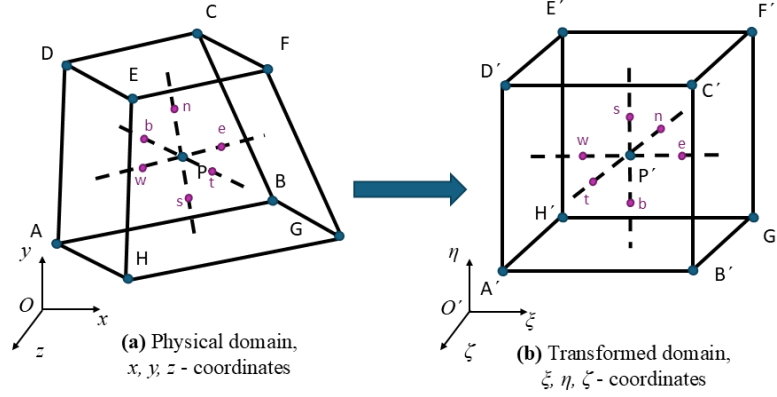 C
E´
F´
D
E
F
n
D´
C´
b
e
s
n
w
P
t
w
e
P´
t
s
B
H´
b
A
G
G
H
A´
B´
y
η
O
x
O´
ξ
z
ζ
(a) Physical domain,
x, y, z - coordinates
(b) Transformed domain,
ξ, η, ζ - coordinates